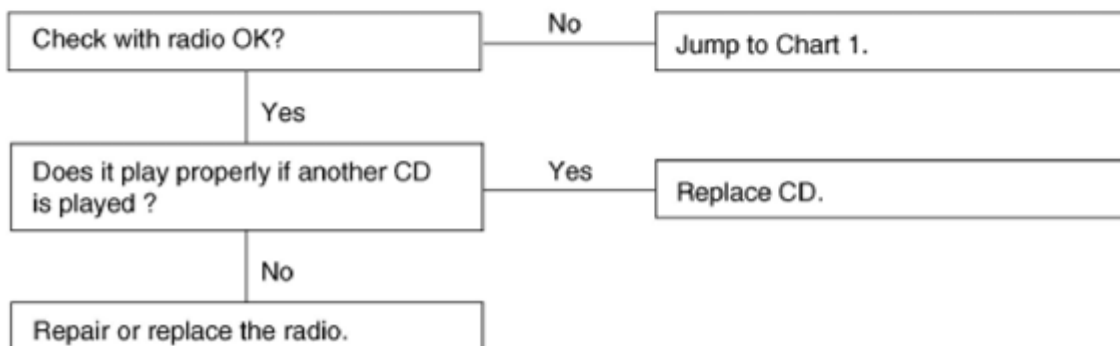 Check with radio OK?
No
Jump to Chart 1.
Yes
Does it play properly if another CD
is played ?
Yes
Replace CD.
No
Repair or replace the radio.